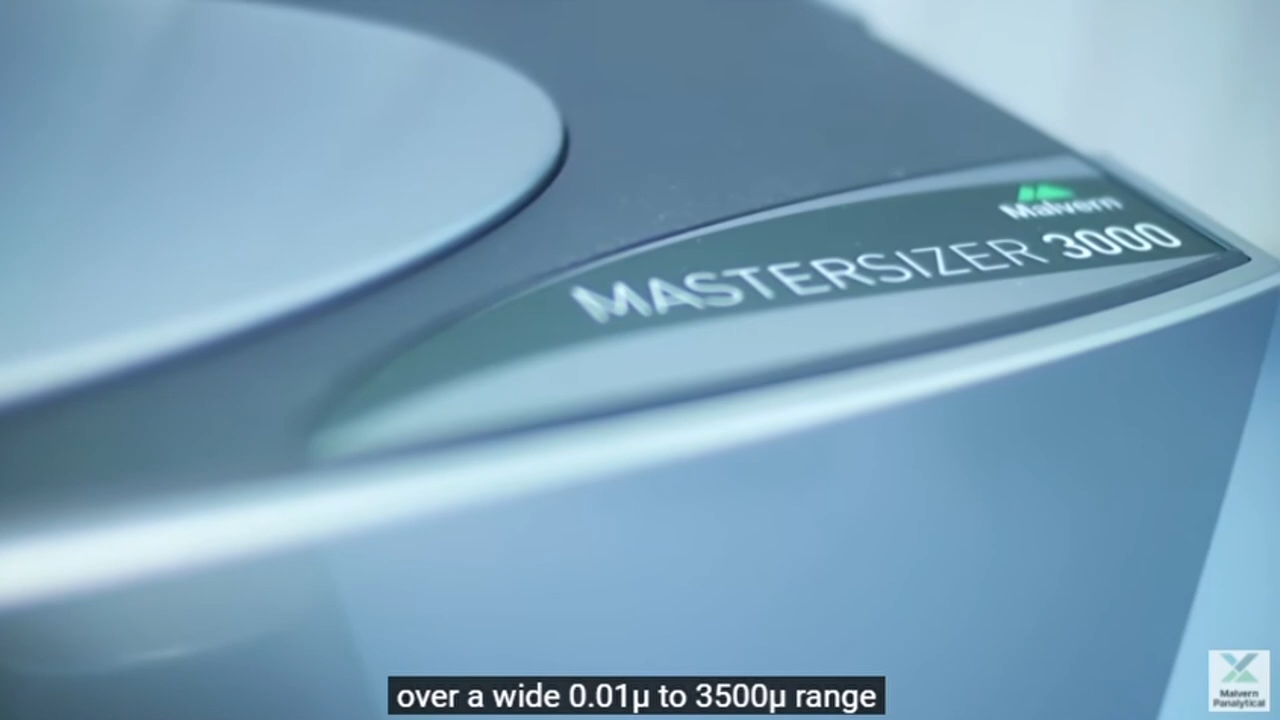 Malvern
MASTERSIZER 3000
over a wide 0.01µ to 3500µ range
Malvern
Panalytical